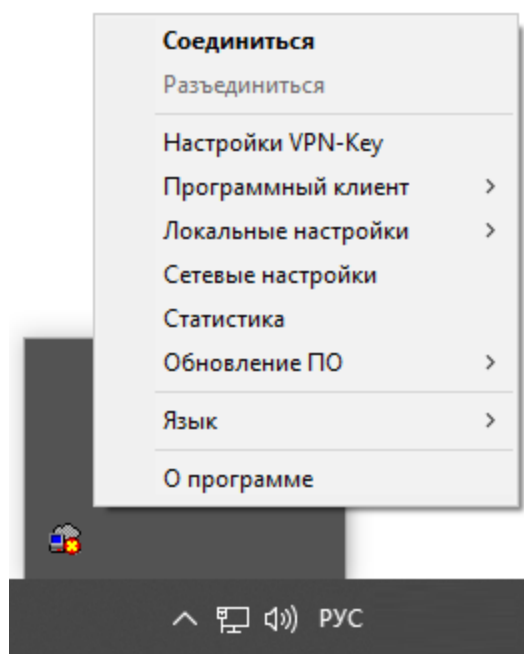 Соединиться
Разъединиться
Настройки VPN-Key
Программный клиент
Локальные настройки
Сетевые настройки
Статистика
Обновление ПО
Язык
О программе
РУС